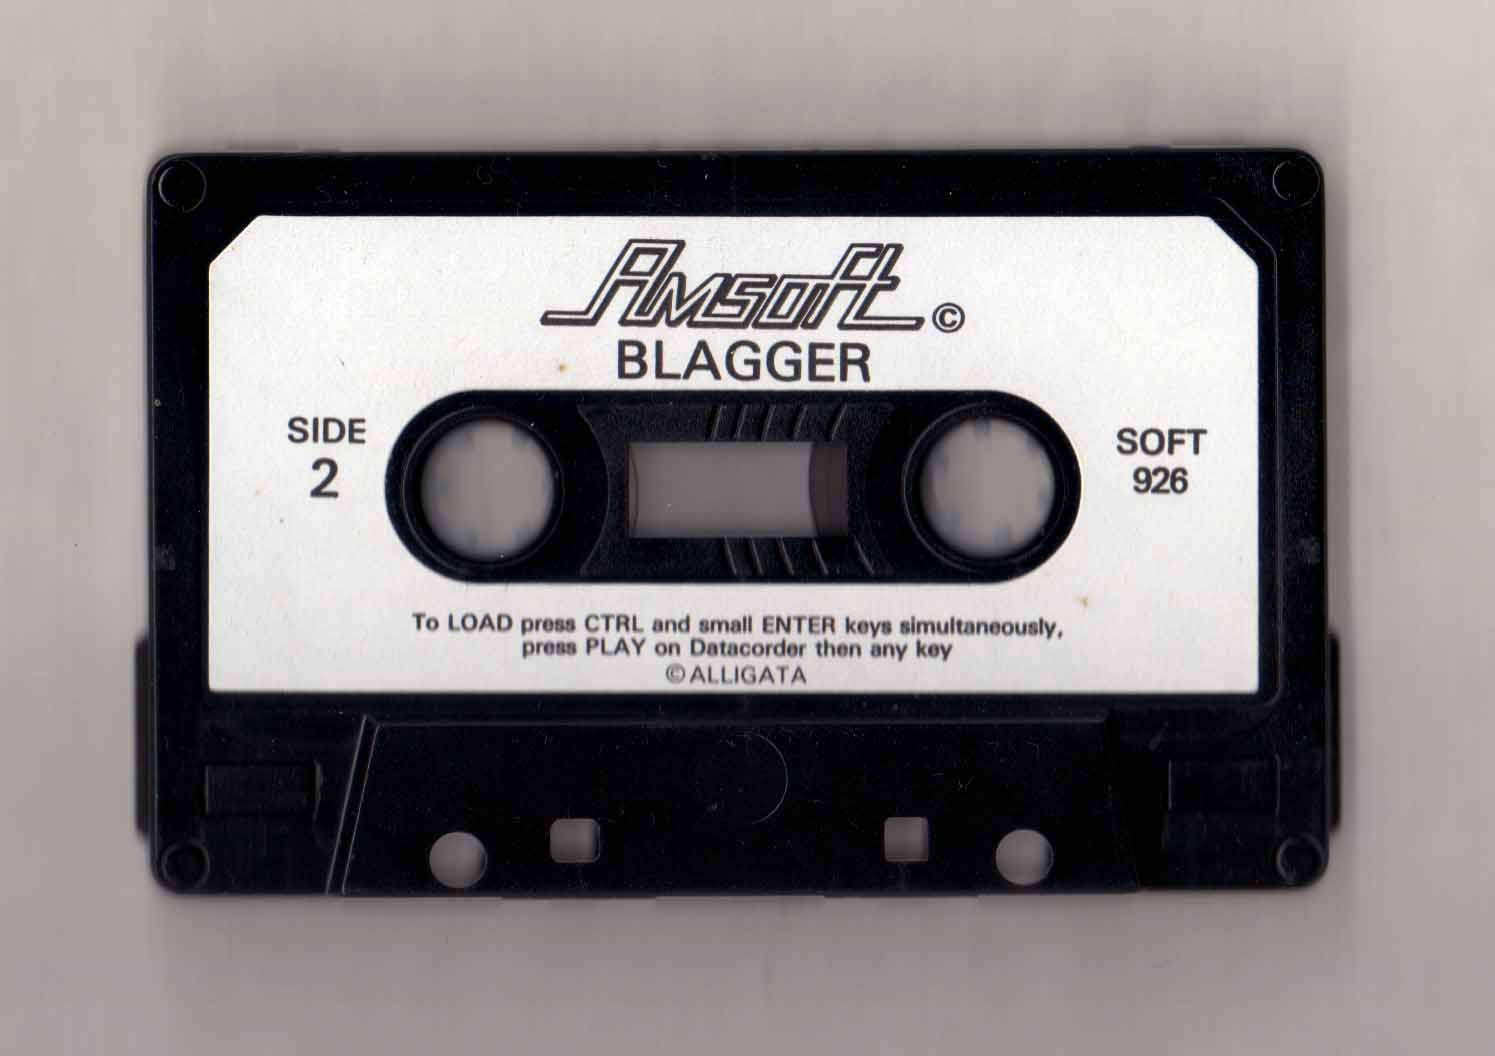 Amsoft ©
BLAGGER
SIDE
2
SOFT
926
To LOAD press CTRL and small ENTER keys simultaneously,
press PLAY on Datacorder then any key
© ALLIGATA